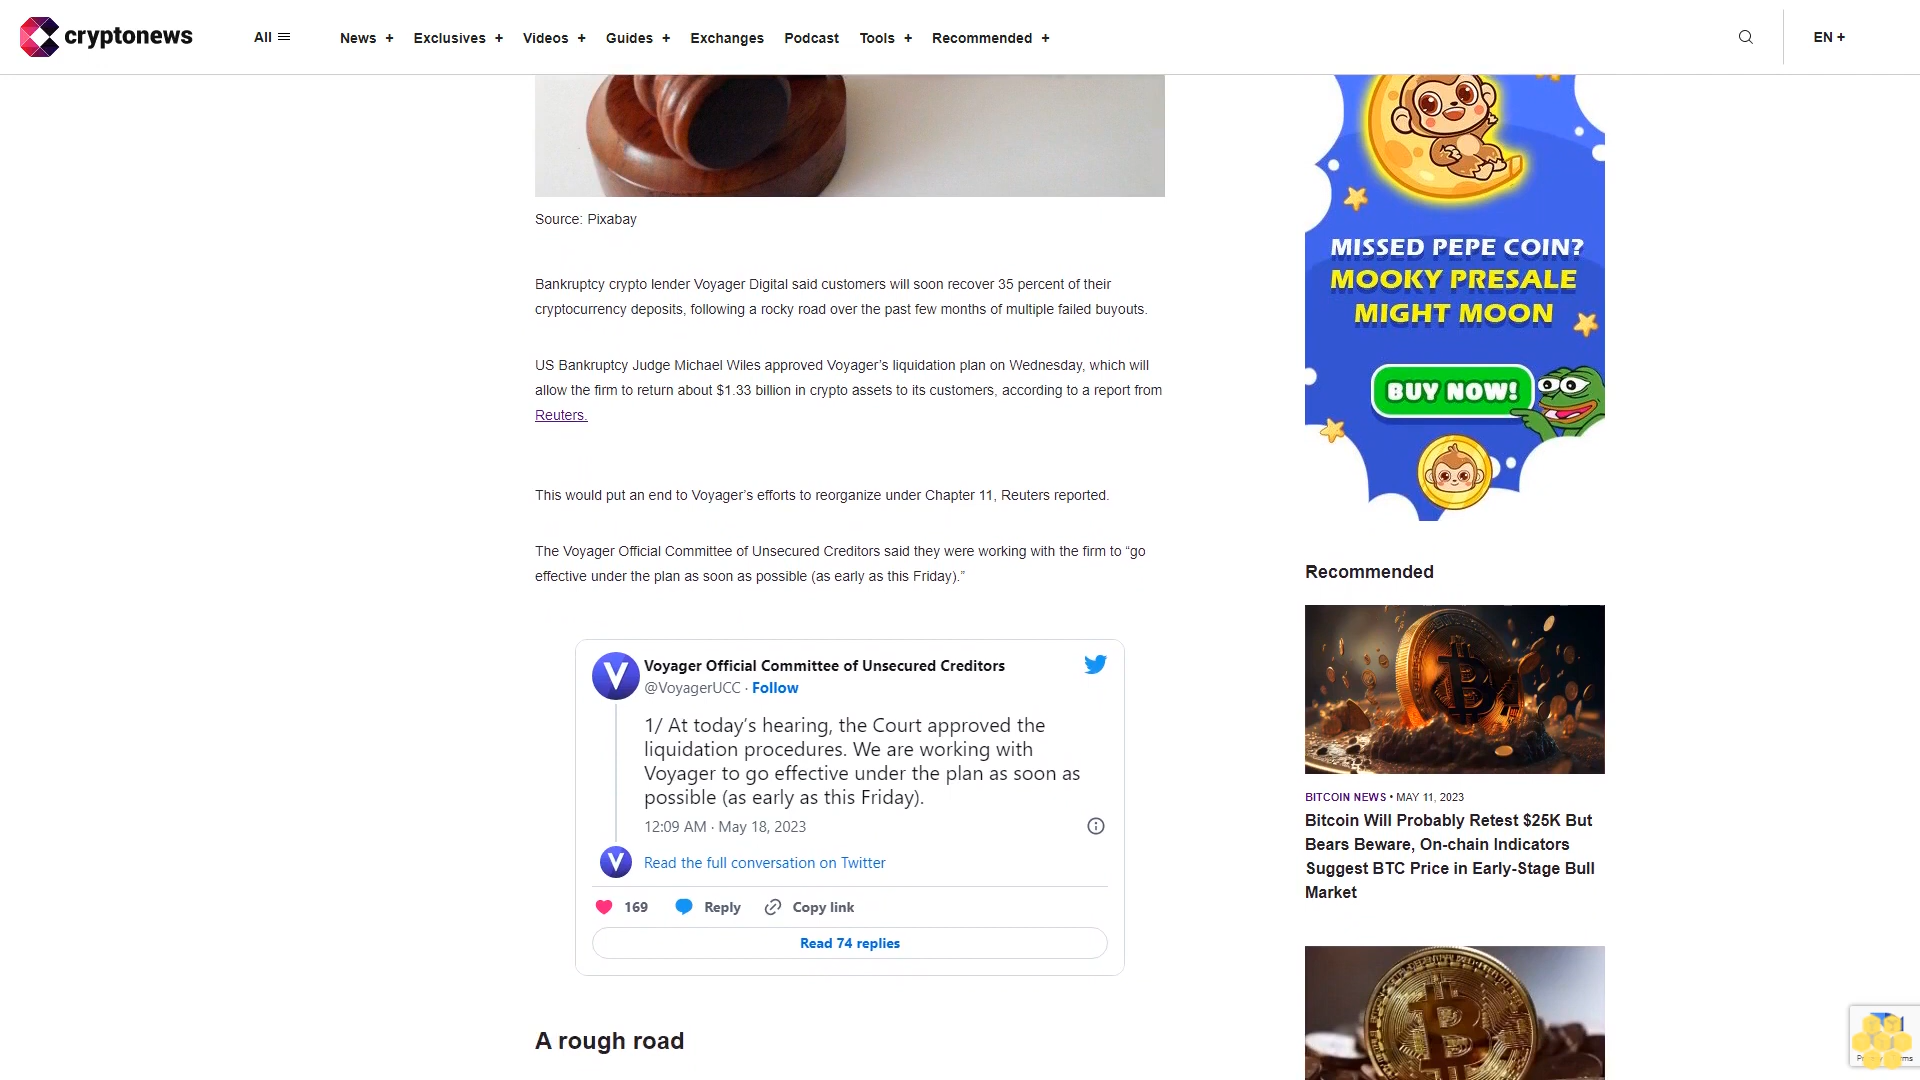 cryptonews
All
News +
Exclusives +
Videos +
Guides +
Exchanges
Podcast
Tools +
Recommended +
EN +
Source: Pixabay
Bankruptcy crypto lender Voyager Digital said customers will soon recover 35 percent of their
cryptocurrency deposits, following a rocky road over the past few months of multiple failed buyouts.
US Bankruptcy Judge Michael Wiles approved Voyager’s liquidation plan on Wednesday, which will
allow the firm to return about $1.33 billion in crypto assets to its customers, according to a report from
Reuters.
This would put an end to Voyager’s efforts to reorganize under Chapter 11, Reuters reported.
The Voyager Official Committee of Unsecured Creditors said they were working with the firm to “go
effective under the plan as soon as possible (as early as this Friday).”
Voyager Official Committee of Unsecured Creditors
@VoyagerUCC · Follow
1/ At today’s hearing, the Court approved the
liquidation procedures. We are working with
Voyager to go effective under the plan as soon as
possible (as early as this Friday).
12:09 AM · May 18, 2023
Read the full conversation on Twitter
169
Reply
Copy link
Read 74 replies
A rough road
MISSED PEPE COIN?
MOOKY PRESALE
MIGHT MOON
BUY NOW!
Recommended
BITCOIN NEWS • MAY 11, 2023
Bitcoin Will Probably Retest $25K But
Bears Beware, On-chain Indicators
Suggest BTC Price in Early-Stage Bull
Market